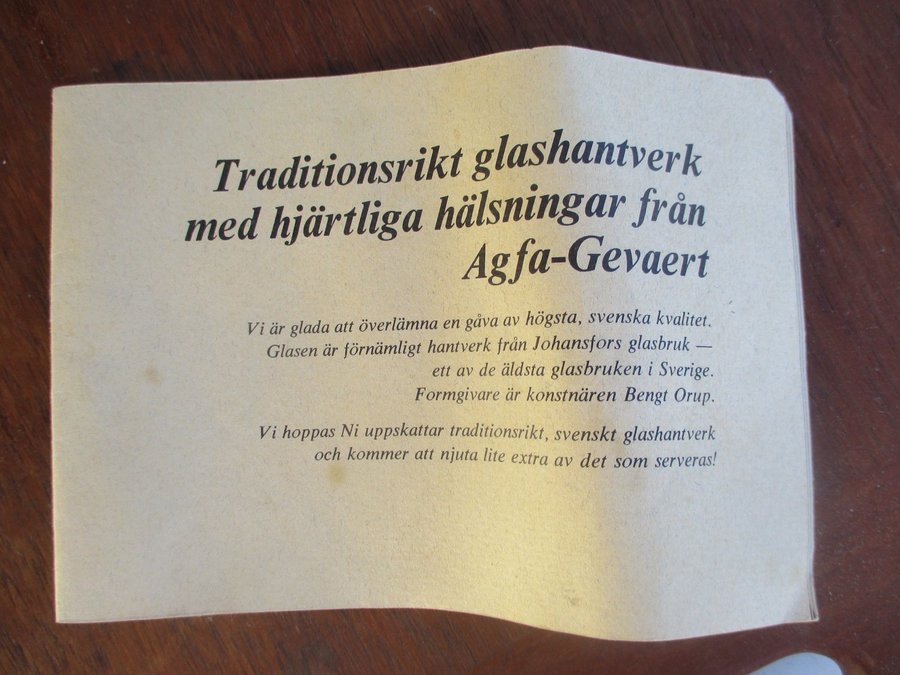 Traditionsrikt glashantverk
med hjärtliga hälsningar från
Agfa-Gevaert
Vi är glada att överlämna en gåva av högsta, svenska kvalitet.
Glasen är förnämligt hantverk från Johansfors glasbruk —
ett av de äldsta glasbruken i Sverige.
Formgivare är konstnären Bengt Orup.
Vi hoppas Ni uppskattar traditionsrikt, svenskt glashantverk
och kommer att njuta lite extra av det som serveras!